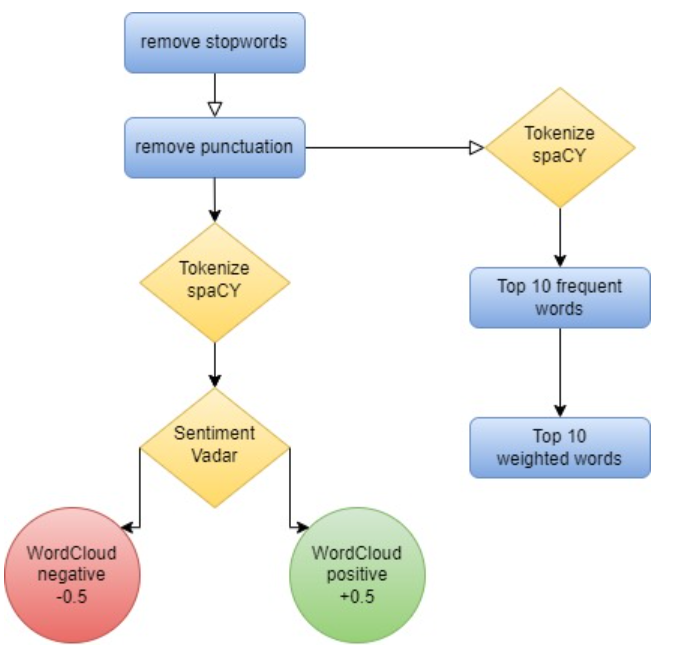 remove stopwords
remove punctuation
Tokenize
spaCY
Tokenize
spaCY
Top 10 frequent
words
Sentiment
Vadar
Top 10
weighted words
WordCloud
negative
-0.5
WordCloud
positive
+0.5